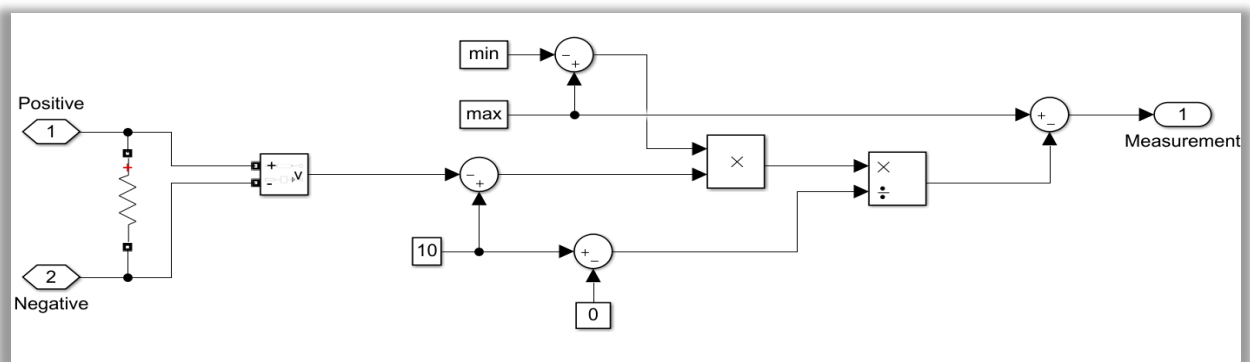 min
max
Positive
1
2
Negative
+
+
-
v
10
0
− +
− +
+ −
+ −
×
×
÷
1
Measurement